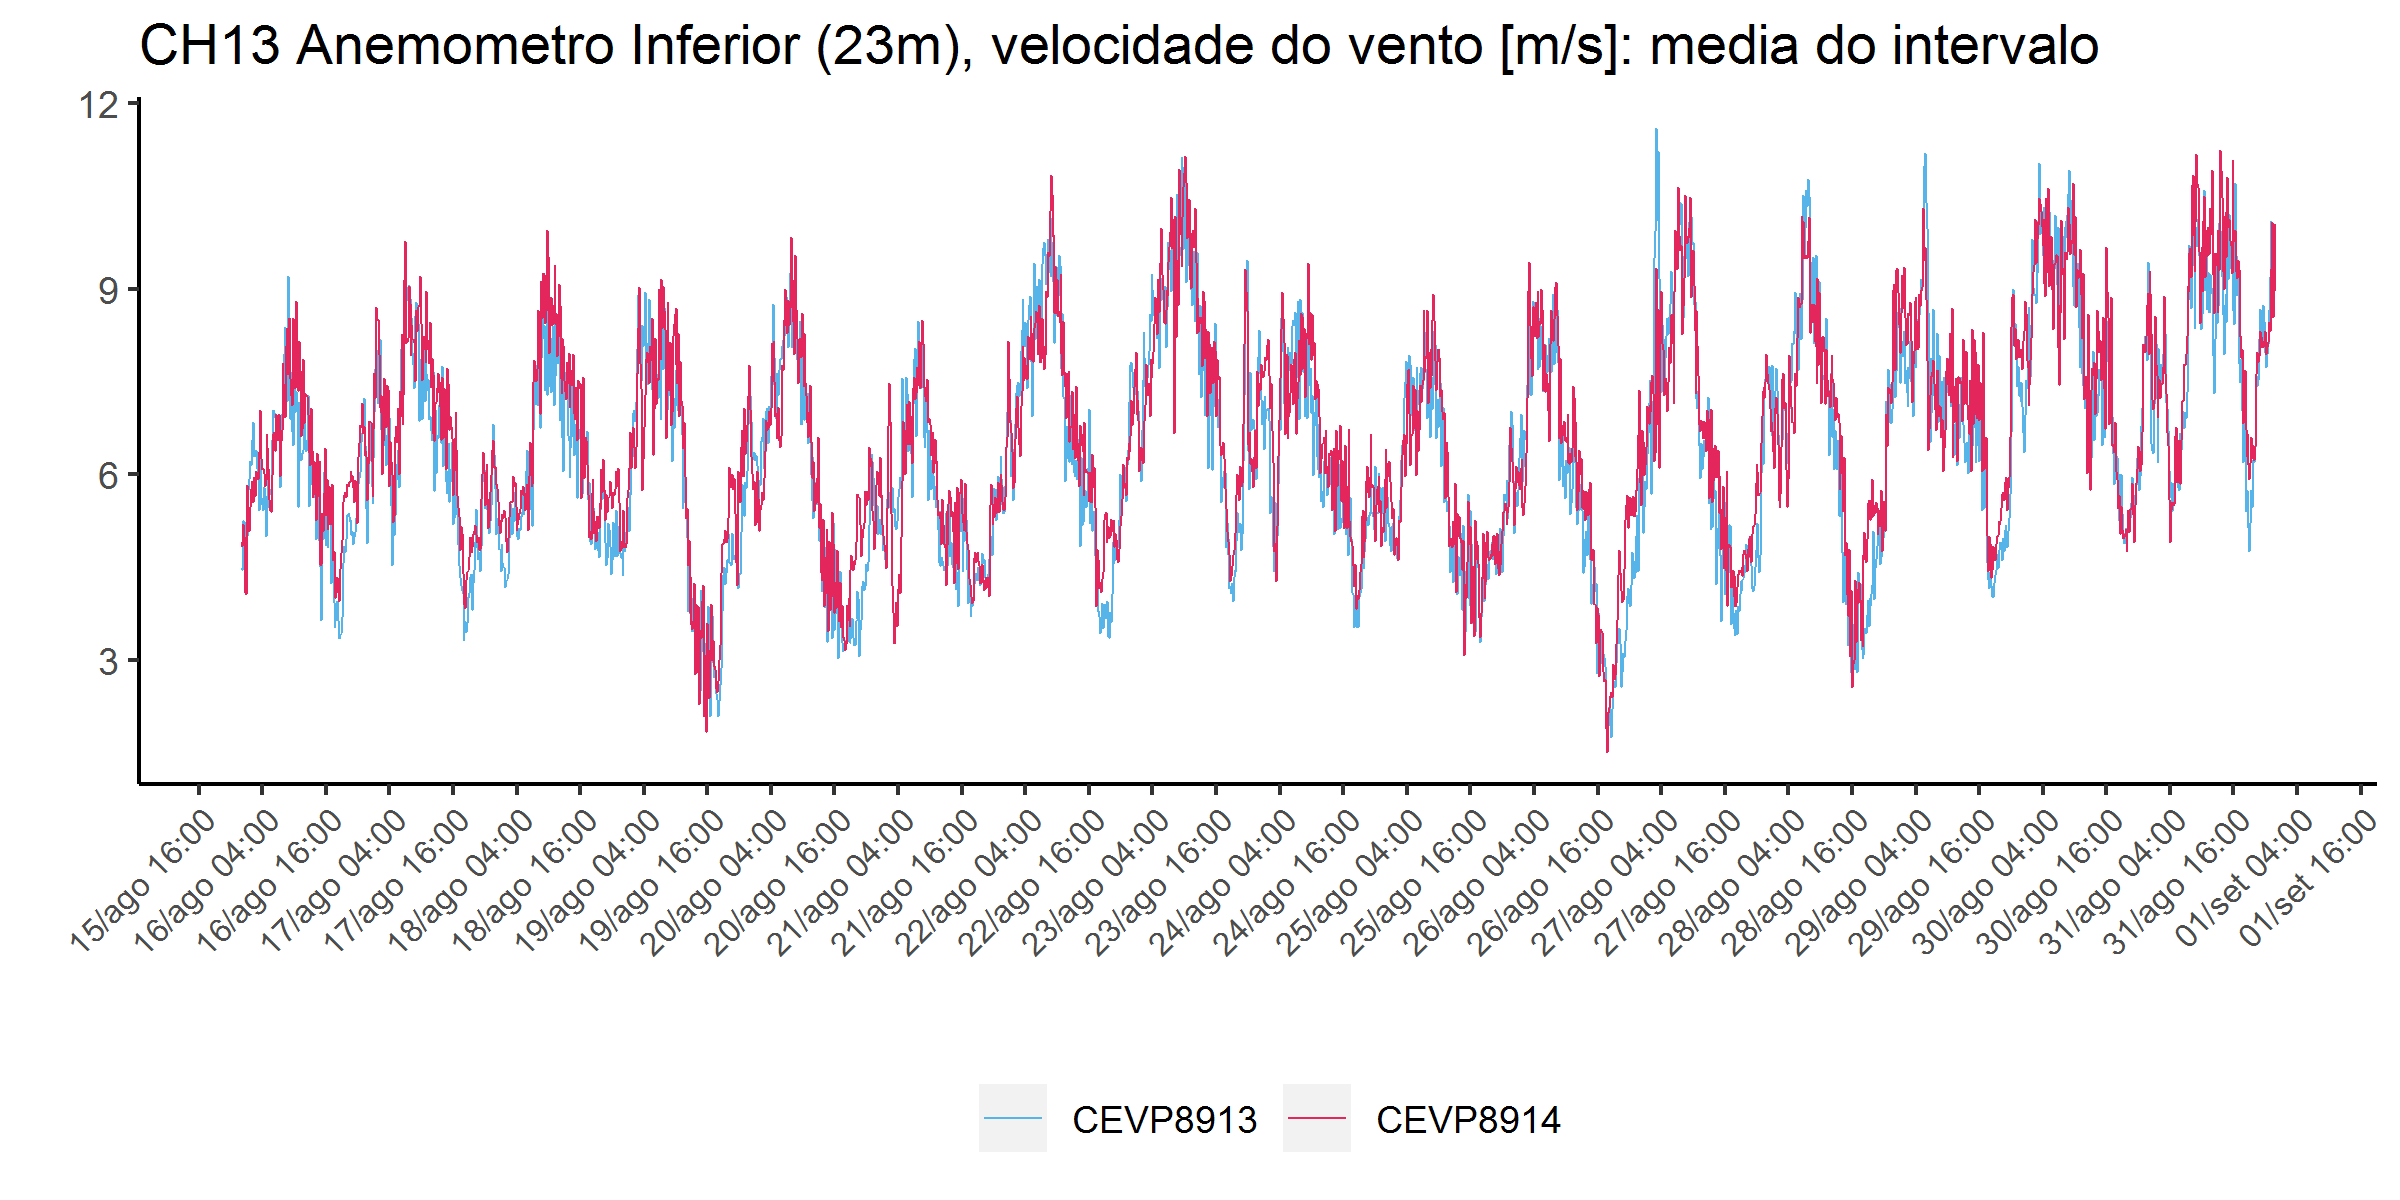 CH13 Anemometro Inferior (23m), velocidade do vento [m/s]: media do intervalo
12
9
6
3
15/ago 16:00
16/ago 04:00
16/ago 16:00
17/ago 04:00
17/ago 16:00
18/ago 04:00
18/ago 16:00
19/ago 04:00
19/ago 16:00
20/ago 04:00
20/ago 16:00
21/ago 04:00
21/ago 16:00
22/ago 04:00
22/ago 16:00
23/ago 04:00
23/ago 16:00
24/ago 04:00
24/ago 16:00
25/ago 04:00
25/ago 16:00
26/ago 04:00
26/ago 16:00
27/ago 04:00
27/ago 16:00
28/ago 04:00
28/ago 16:00
29/ago 04:00
29/ago 16:00
30/ago 04:00
30/ago 16:00
31/ago 04:00
31/ago 16:00
01/set 04:00
01/set 16:00
CEVP8913
CEVP8914